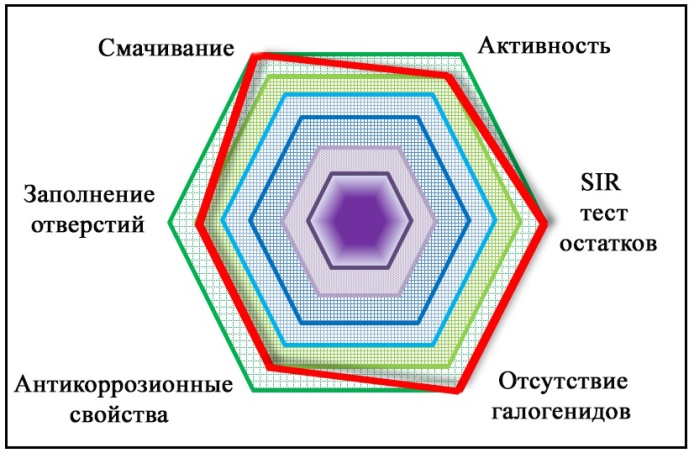 Смачивание
Активность
Заполнение
отверстий
SIR
тест
остатков
Антикоррозионные
свойства
Отсутствие
галогенидов